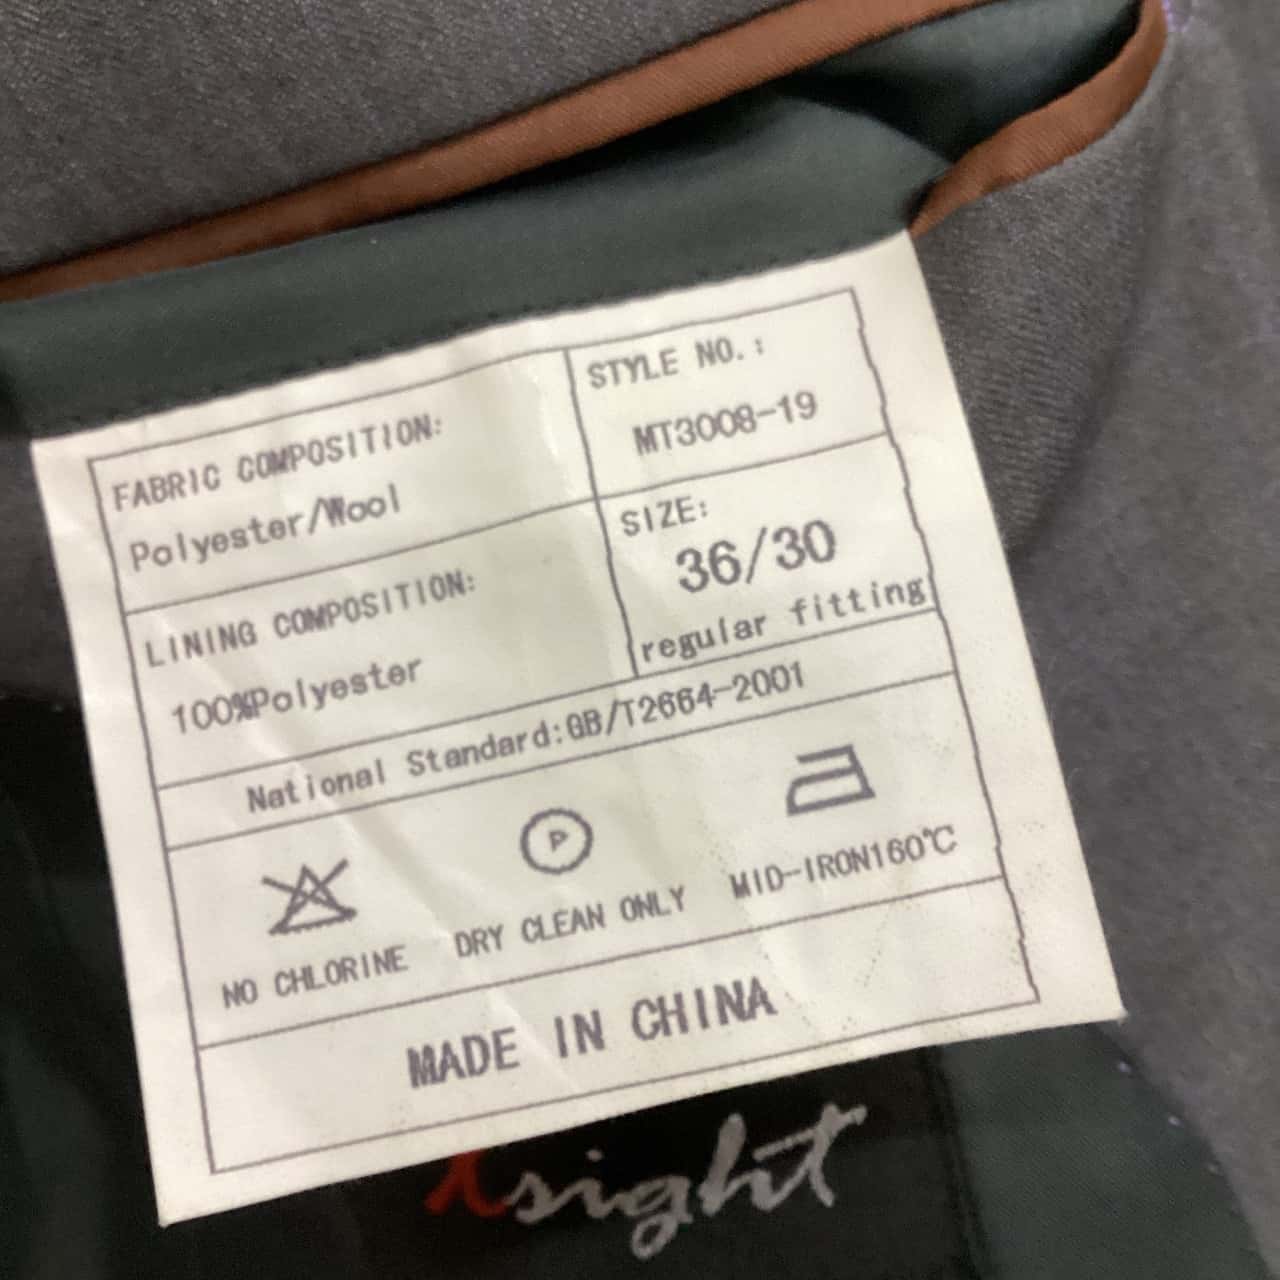 FABRIC COMPOSITION:
Polyester/Wool
STYLE NO.:
MT3008-19
LINING COMPOSITION:
100%Polyester
SIZE:
36/30
regular fitting
National Standard:GB/T2664-2001
P
NO CHLORINE
DRY CLEAN ONLY
MID-IRON160℃
MADE IN CHINA
sight